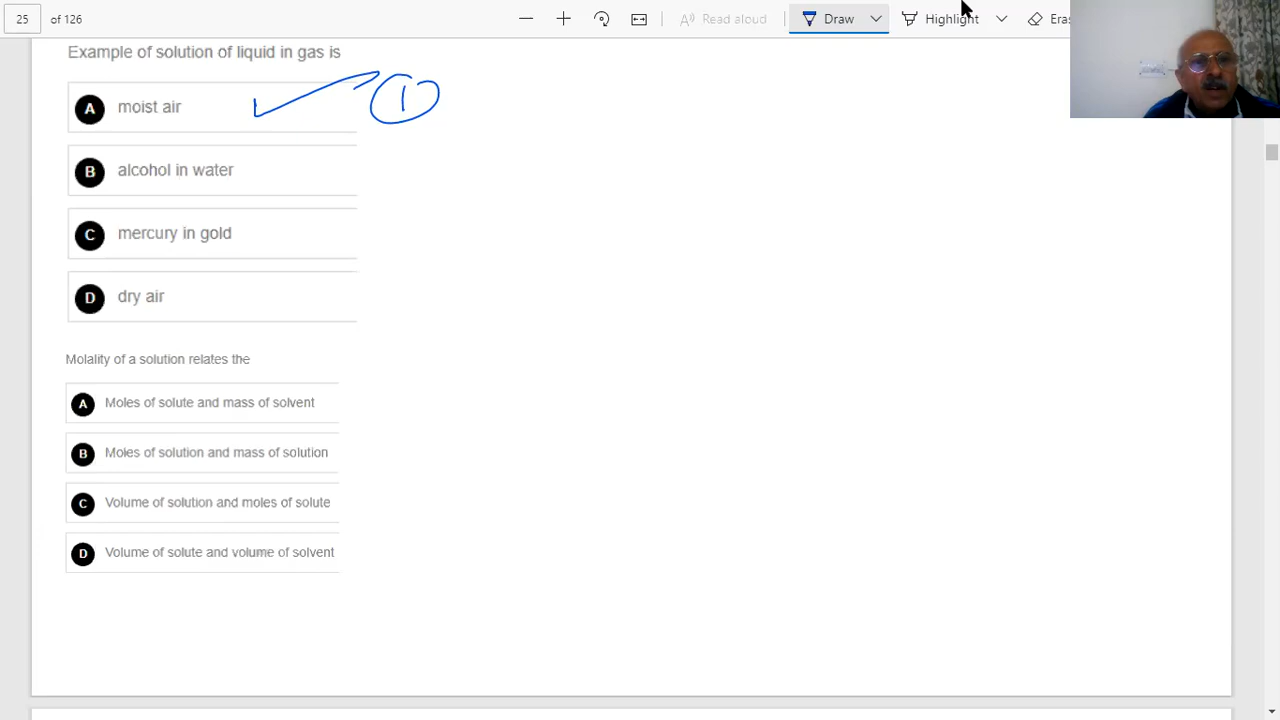 25 of 126
Read aloud
Draw
Highlight
Eras
Example of solution of liquid in gas is
A moist air
1
B alcohol in water
C mercury in gold
D dry air
Molality of a solution relates the
A Moles of solute and mass of solvent
B Moles of solution and mass of solution
C Volume of solution and moles of solute
D Volume of solute and volume of solvent